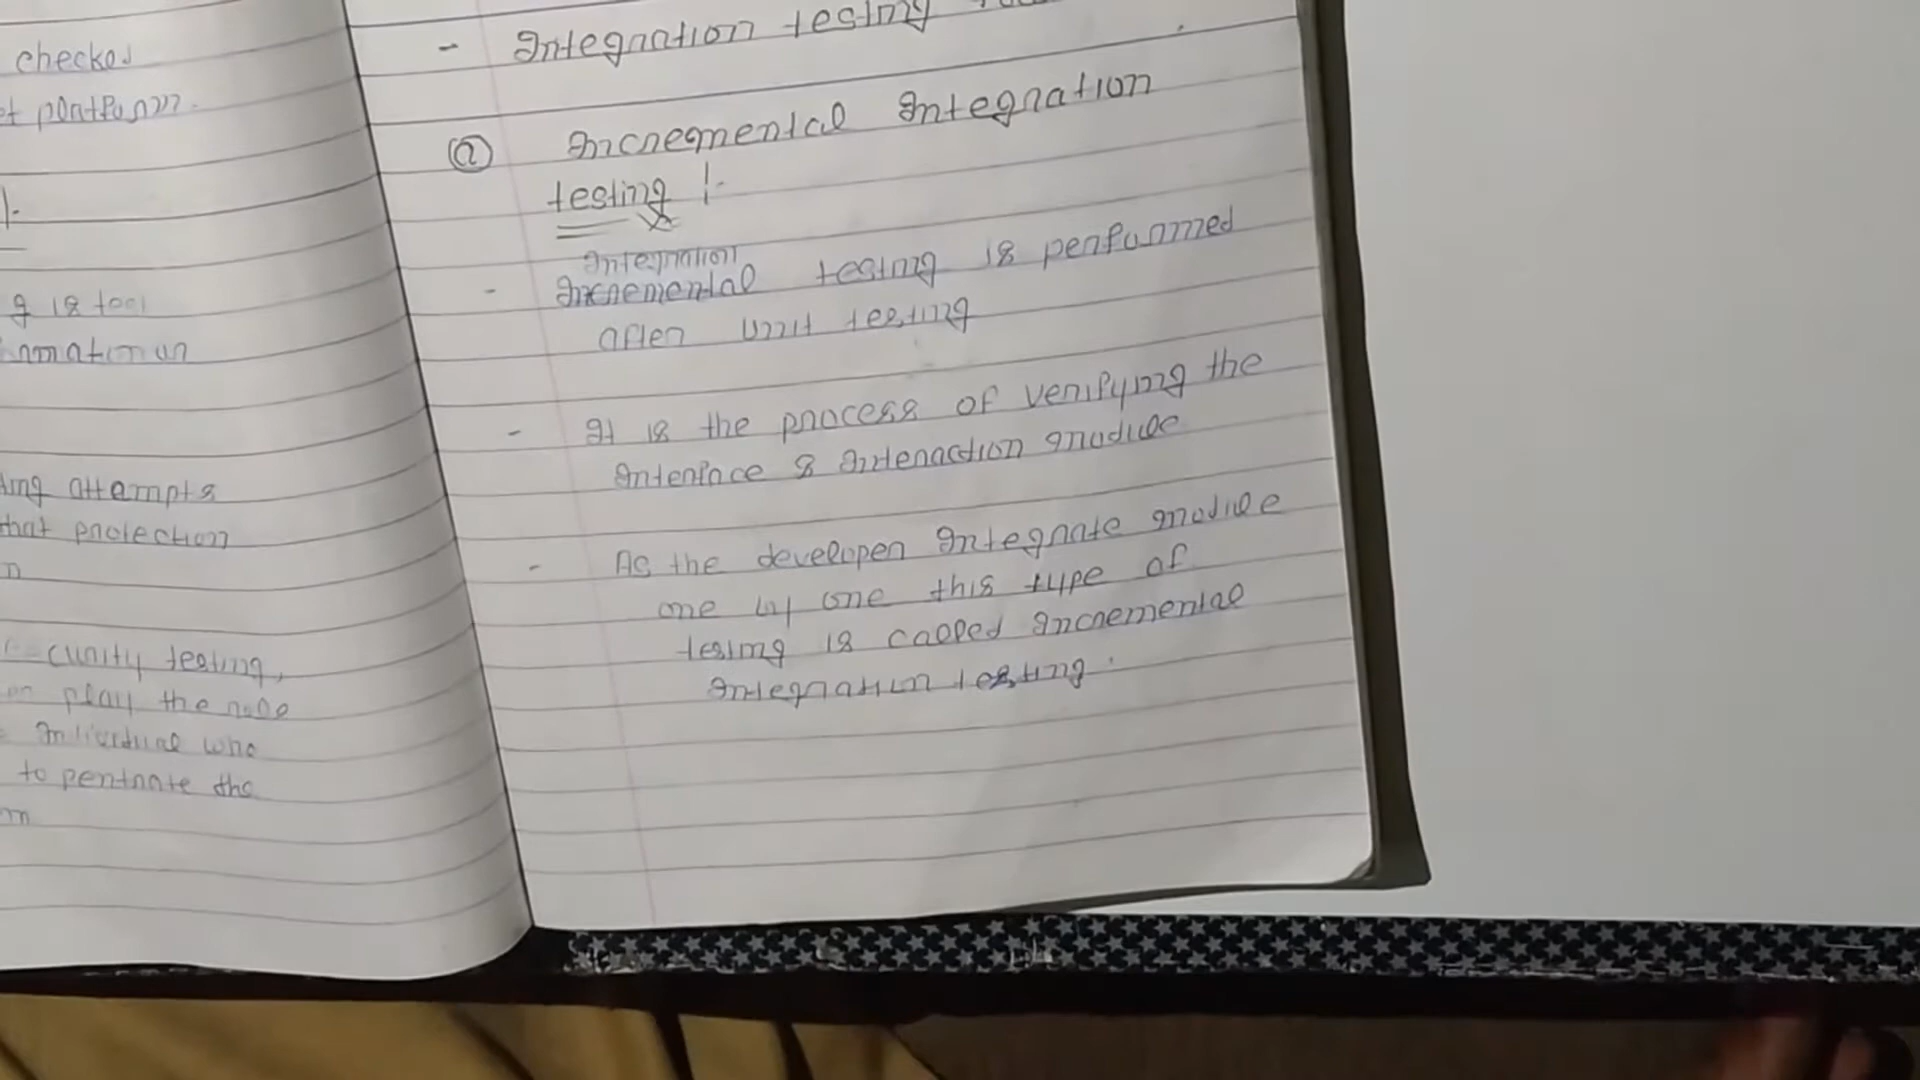 checked
platform.
g is tool
attempts
that protection
n
curity testing,
play the role
individual who
to pentrate the
m
- Integration testing
(a) Incremental Integration
testing :-
Integration
- Incremental testing is performed
after Unit testing
- It is the process of verifying the
Interface & Interaction module
- As the developer Integrate module
one by one this type of
testing is called Incremental
Integration testing.